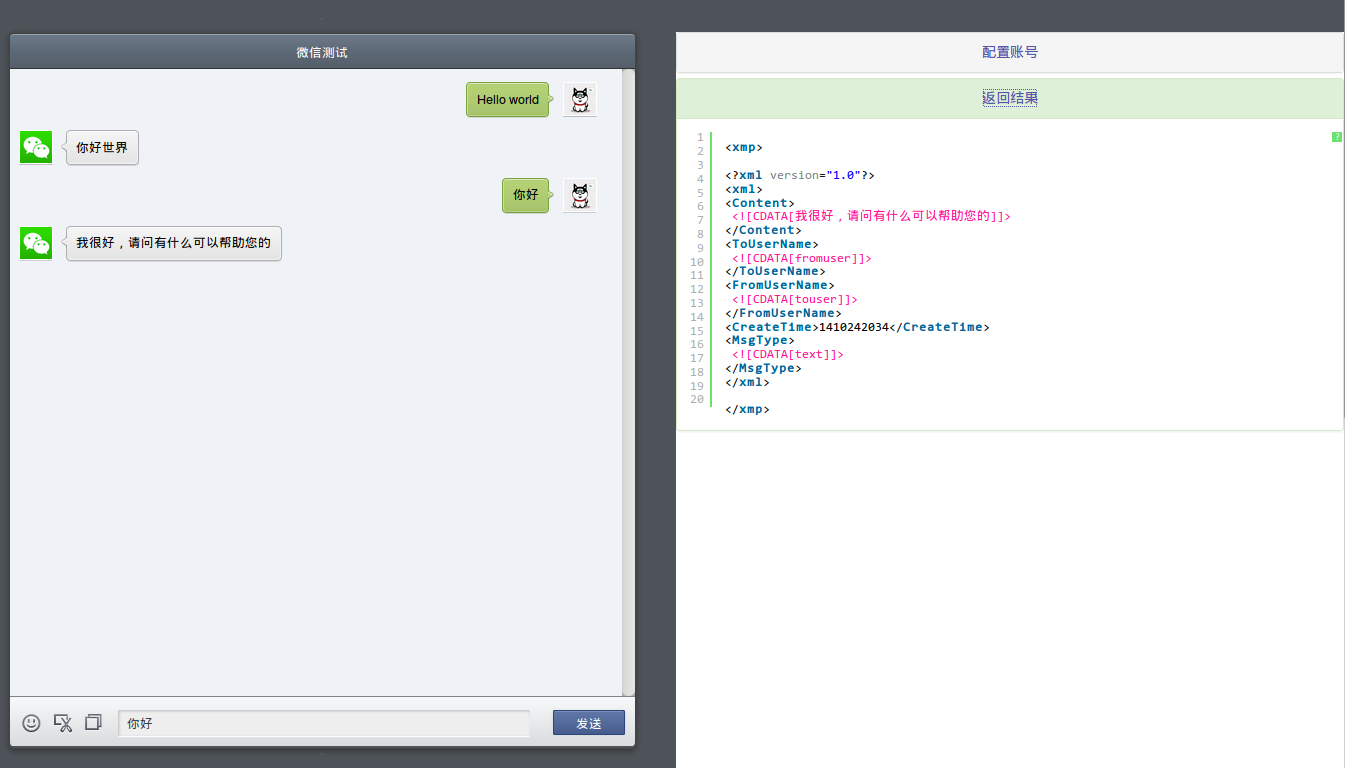 微信测试
Hello world
你好世界
你好
我很好，请问有什么可以帮助您的
你好
发送
配置账号
返回结果
?
1
2
3
4
5
6
7
8
9
10
11
12
13
14
15
16
17
18
19
20
<xmp>
<?xml version="1.0"?>
<xml>
<Content>
<![CDATA[我很好，请问有什么可以帮助您的]]>
</Content>
<ToUserName>
<![CDATA[fromuser]]>
</ToUserName>
<FromUserName>
<![CDATA[touser]]>
</FromUserName>
<CreateTime>1410242034</CreateTime>
<MsgType>
<![CDATA[text]]>
</MsgType>
</xml>
</xmp>